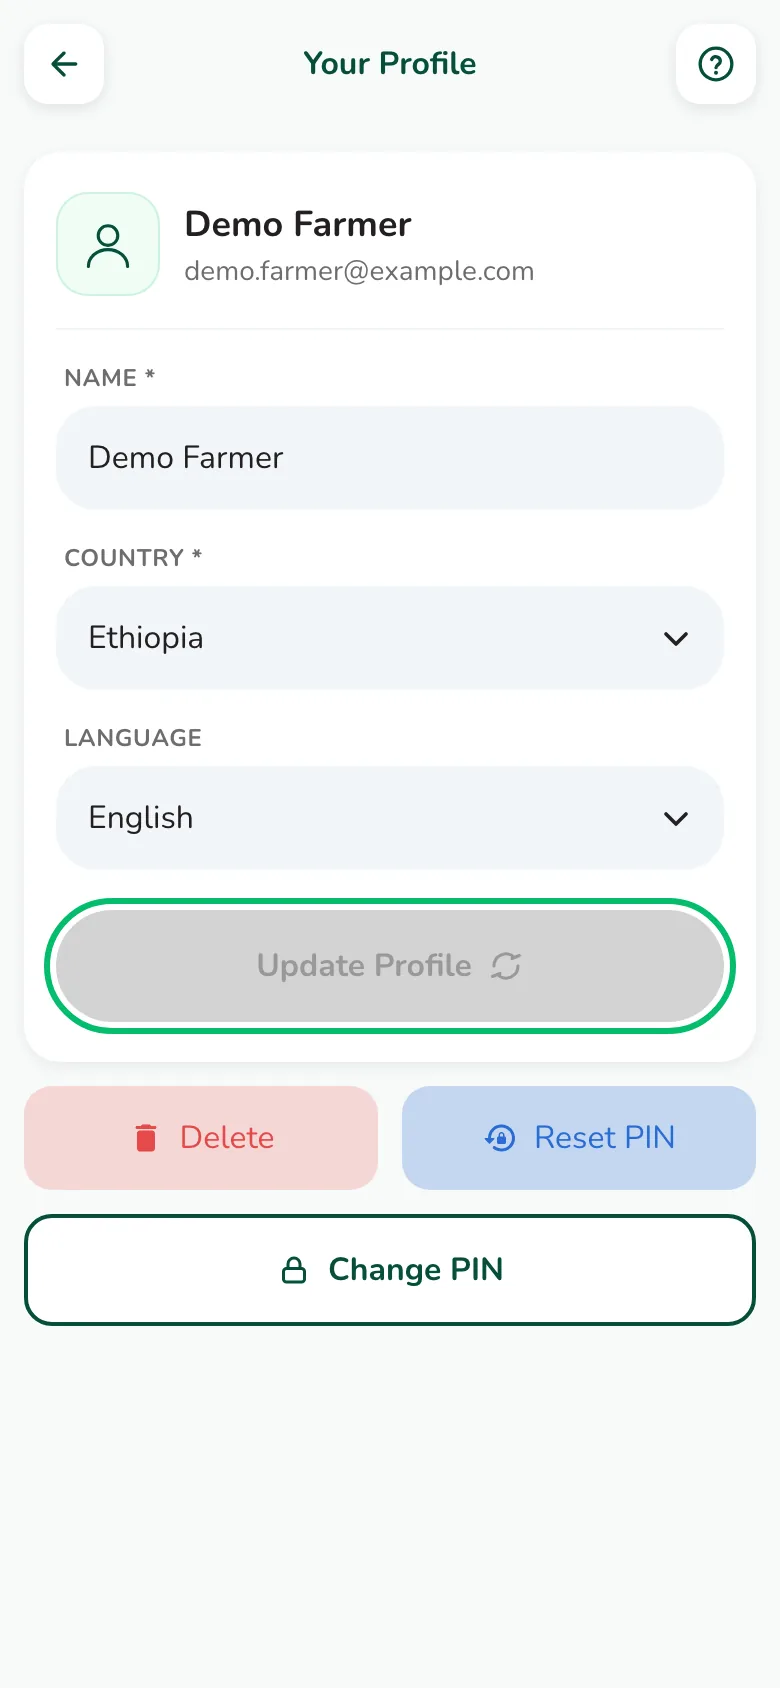 Your Profile
Demo Farmer
demo.farmer@example.com
NAME *
Demo Farmer
COUNTRY *
Ethiopia
LANGUAGE
English
Update Profile
Delete
Reset PIN
Change PIN